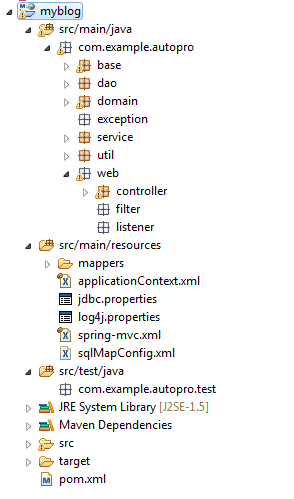 myblog
src/main/java
com.example.autopro
base
dao
domain
exception
service
util
web
controller
filter
listener
src/main/resources
mappers
applicationContext.xml
jdbc.properties
log4j.properties
spring-mvc.xml
sqlMapConfig.xml
src/test/java
com.example.autopro.test
JRE System Library [J2SE-1.5]
Maven Dependencies
src
target
pom.xml